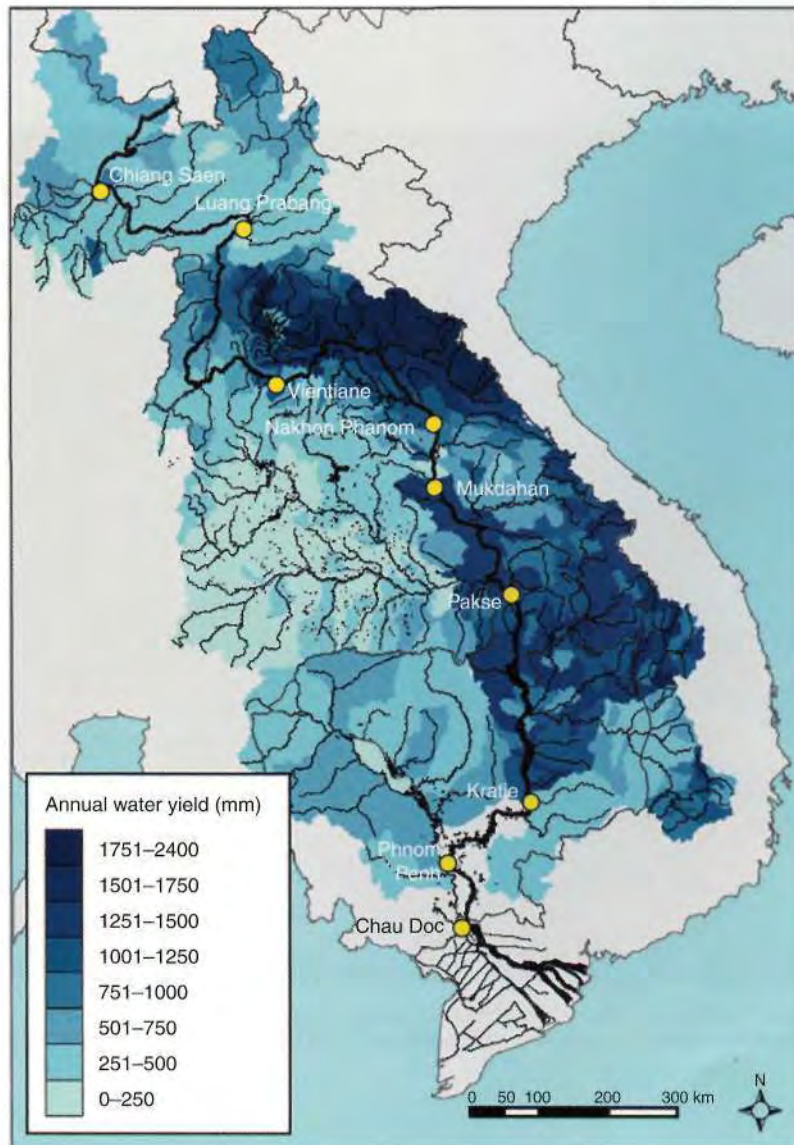 Chiang Saen
Luang Prabang
Vientiane
Nakhon Phanom
Mukdahan
Pakse
Kratie
Phnom
Penh
Chau Doc
Annual water yield (mm)
1751–2400
1501–1750
1251–1500
1001–1250
751–1000
501–750
251–500
0–250
N
0 50 100 200 300 km